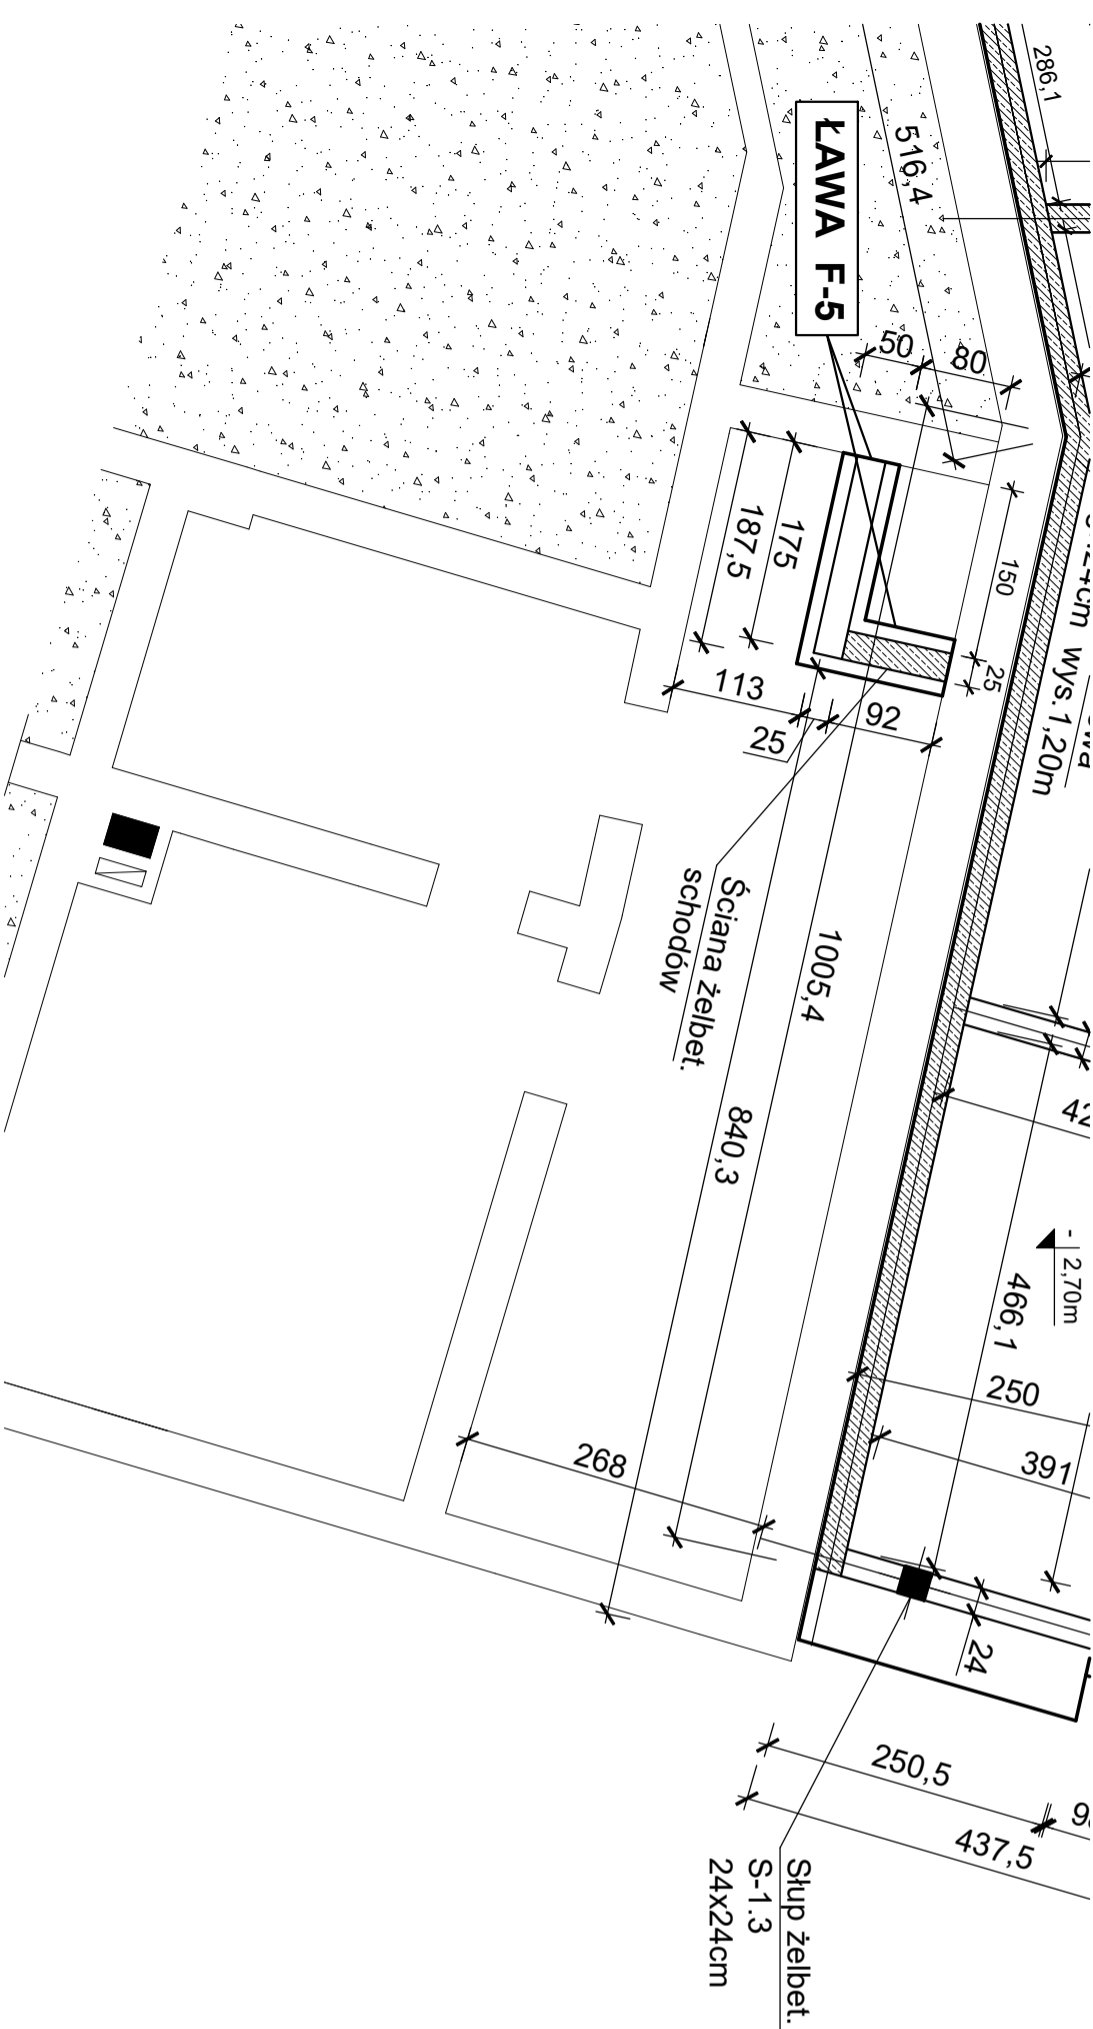 286,1
516,4
ŁAWA F-5
50
80
150
25
wys.1,20m
187,5
175
113
25
92
Ściana żelbet.
schodów
1005,4
840,3
466,1
- 2,70m
250
391
268
24
250,5
437,5
Słup żelbet.
S-1.3
24x24cm